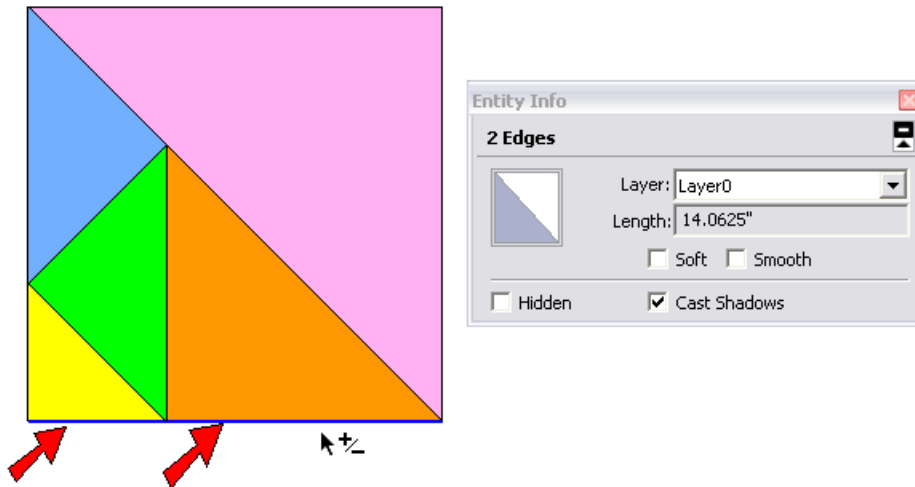 Entity Info
2 Edges
Layer: Layer0
Length: 14.0625"
Soft Smooth
Hidden Cast Shadows